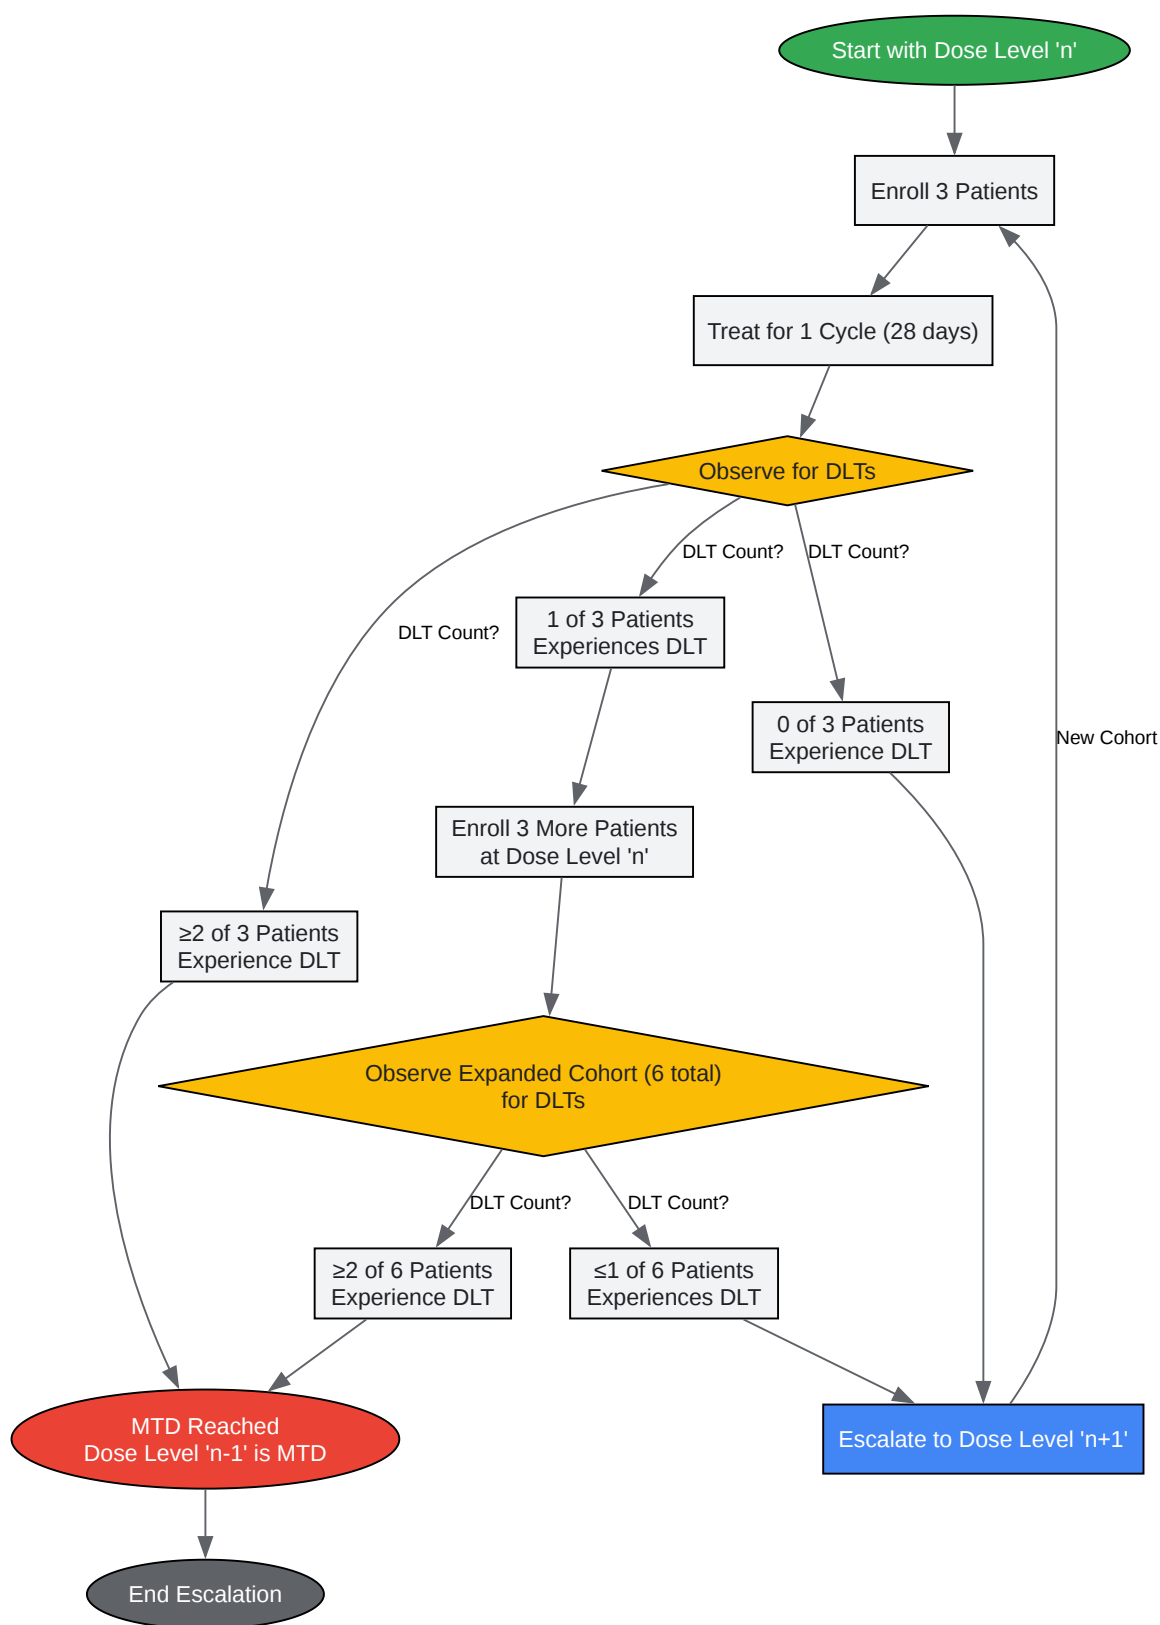 Start with Dose Level 'n'
Enroll 3 Patients
Treat for 1 Cycle (28 days)
Observe for DLTs
DLT Count?
DLT Count?
DLT Count?
1 of 3 Patients
Experiences DLT
0 of 3 Patients
Experience DLT
New Cohort
Enroll 3 More Patients
at Dose Level 'n'
≥2 of 3 Patients
Experience DLT
Observe Expanded Cohort (6 total)
for DLTs
DLT Count?
DLT Count?
≥2 of 6 Patients
Experience DLT
≤1 of 6 Patients
Experiences DLT
MTD Reached
Dose Level 'n-1' is MTD
Escalate to Dose Level 'n+1'
End Escalation